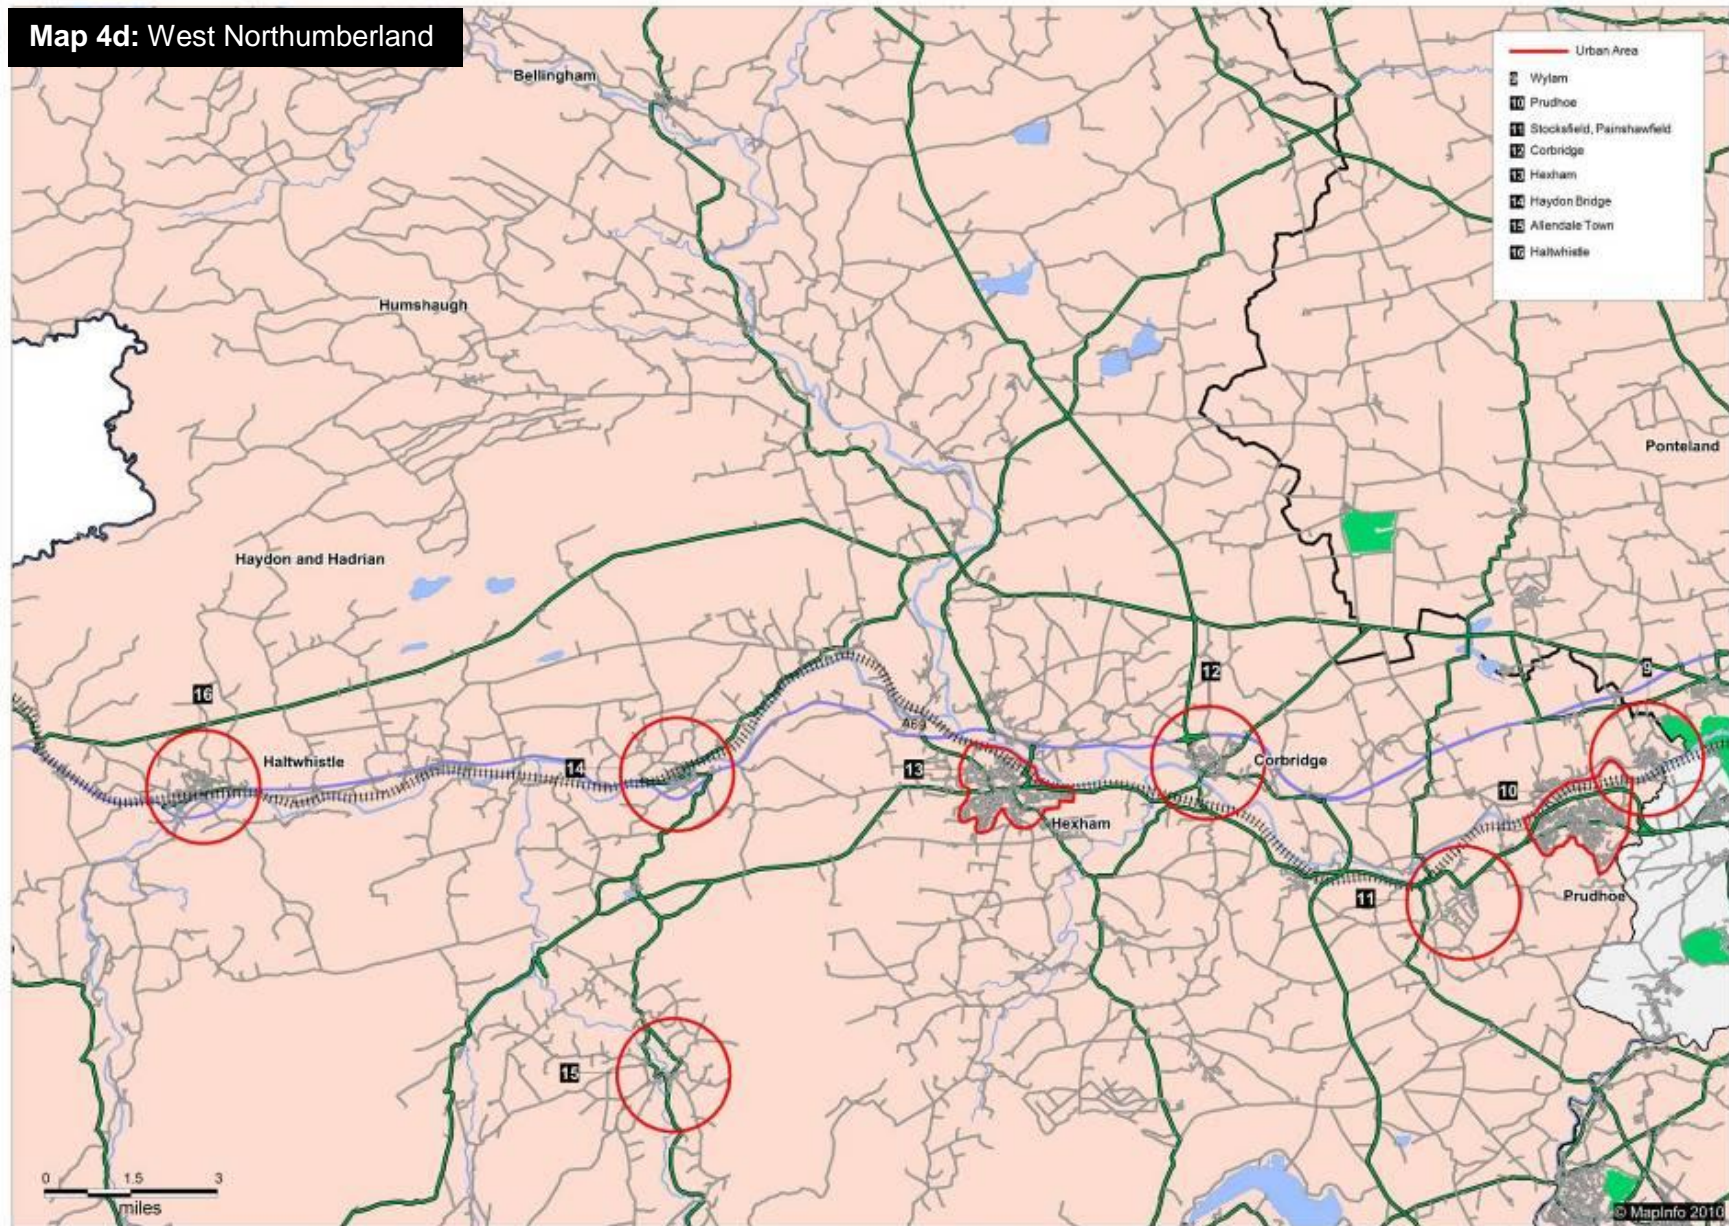 Map 4d: West Northumberland
Urban Area
9 Wylam
10 Prudhoe
11 Stocksfield, Painshawfield
12 Corbridge
13 Hexham
14 Haydon Bridge
15 Allendale Town
16 Haltwhistle
Bellingham
Humshaugh
Ponteland
Haydon and Hadrian
16
12
9
A69
Haltwhistle
14
13
Corbridge
10
Hexham
11
Prudhoe
15
0 1.5 3
miles
© MapInfo 2010